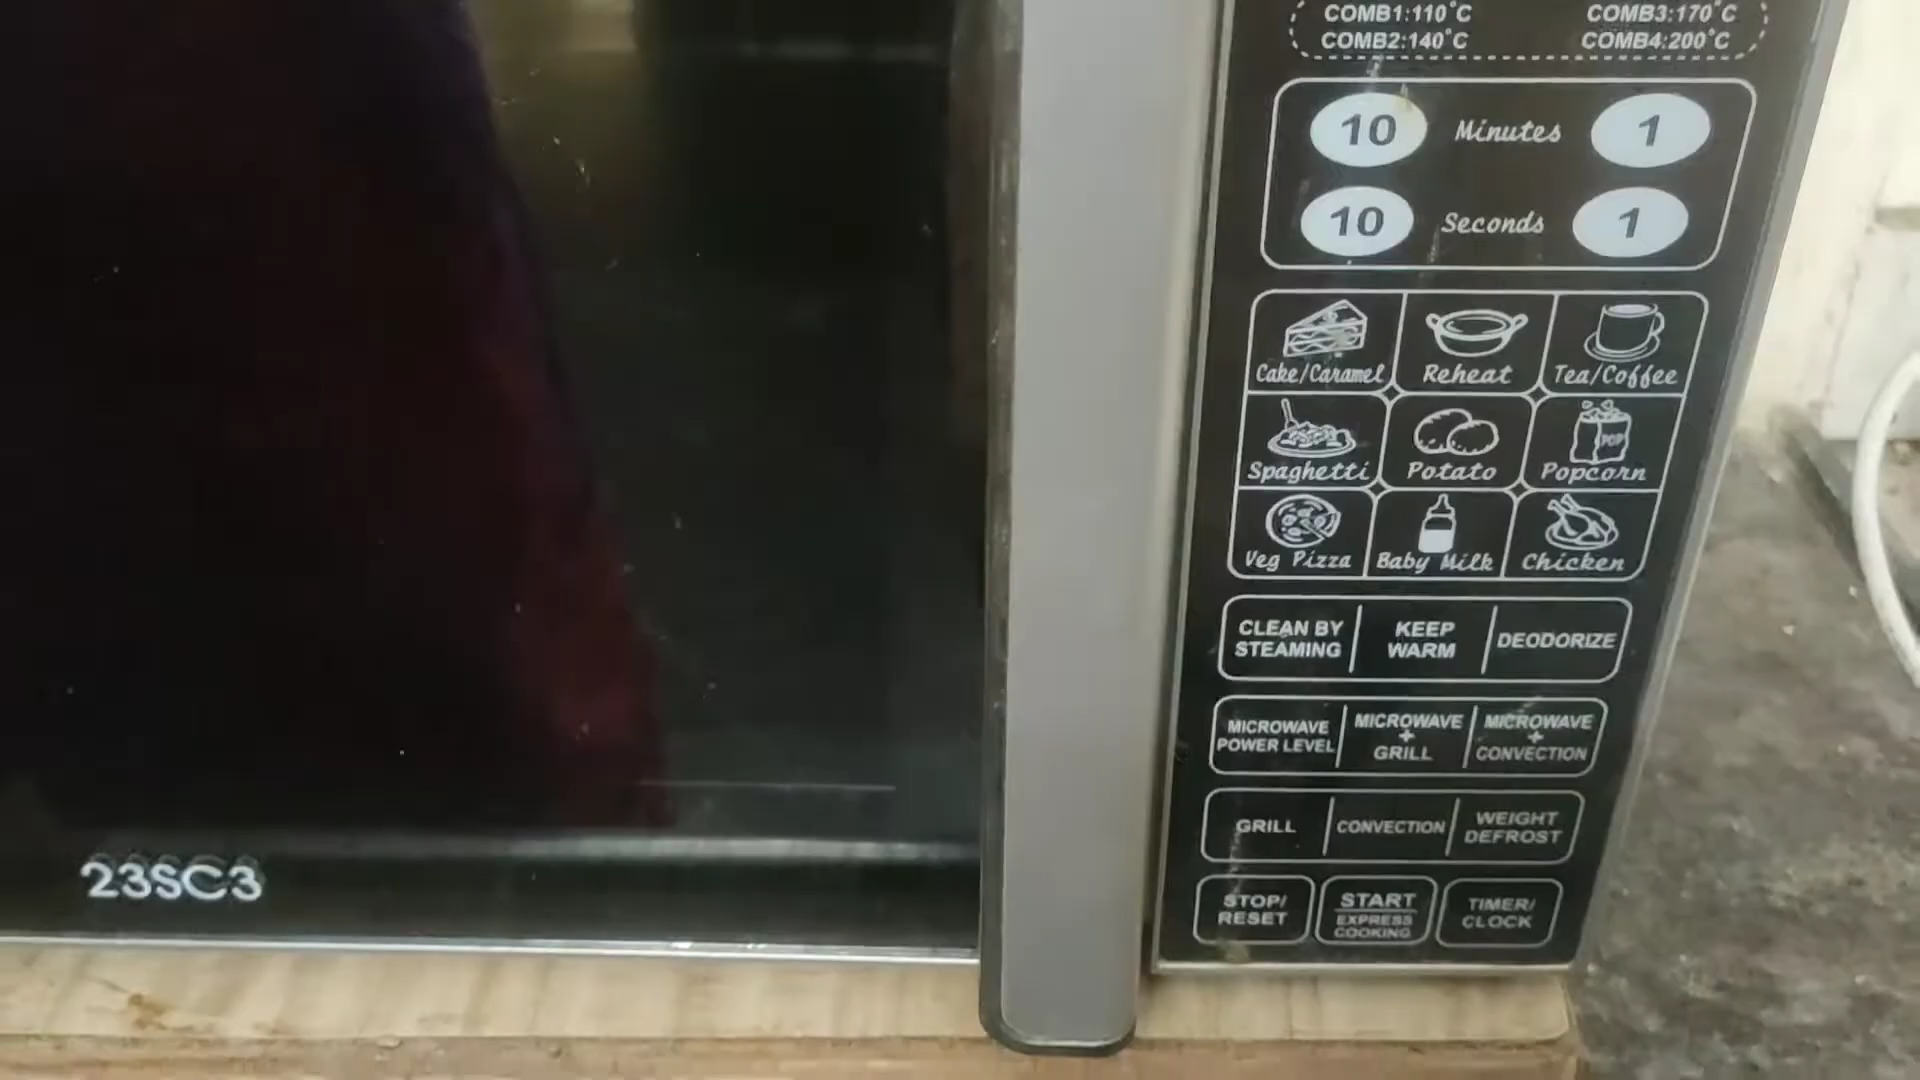 COMB1:110°C COMB3:170°C
COMB2:140°C COMB4:200°C
10 Minutes 1
10 Seconds 1
Cake/Caramel Reheat Tea/Coffee
POP
Spaghetti Potato Popcorn
Veg Pizza Baby Milk Chicken
CLEAN BY STEAMING
KEEP WARM
DEODORIZE
MICROWAVE POWER LEVEL
MICROWAVE + GRILL
MICROWAVE + CONVECTION
GRILL
CONVECTION
WEIGHT DEFROST
STOP/ RESET
START EXPRESS COOKING
TIMER/ CLOCK
23SC3